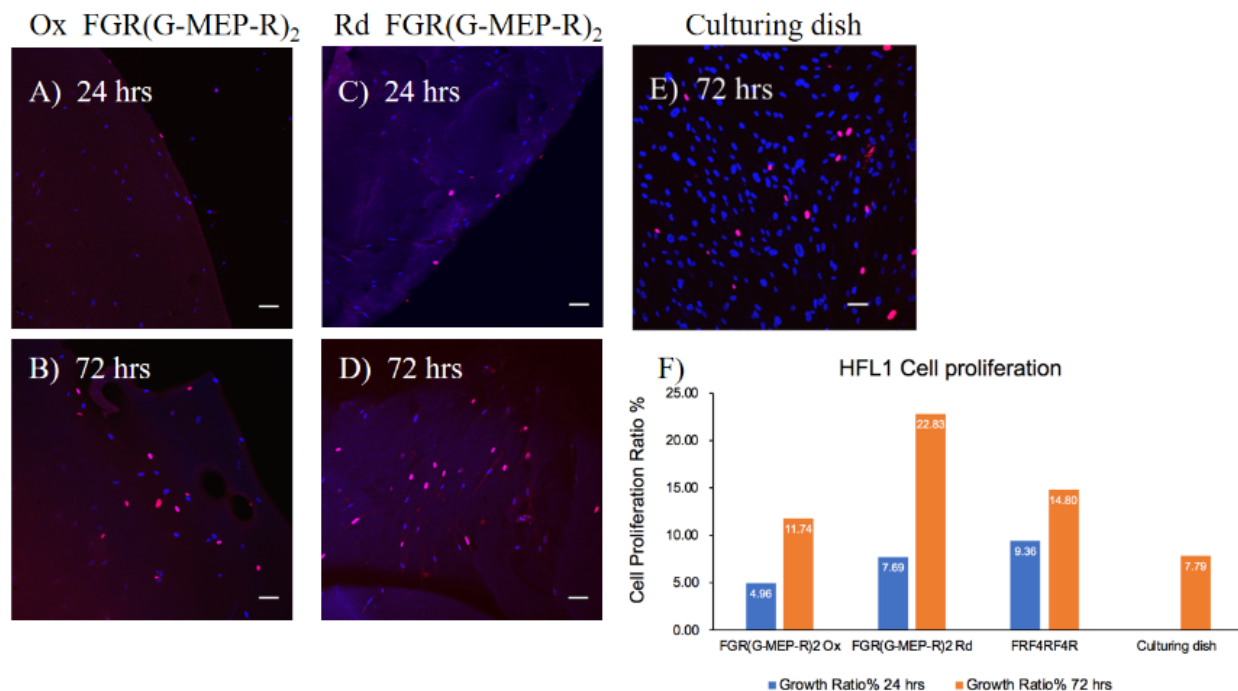 Ox FGR(G-MEP-R)2
Rd FGR(G-MEP-R)2
Culturing dish
A) 24 hrs
C) 24 hrs
E) 72 hrs
B) 72 hrs
D) 72 hrs
F)
HFL1 Cell proliferation
Cell Proliferation Ratio %
25.00
20.00
15.00
10.00
5.00
0.00
4.96
11.74
7.69
22.83
9.36
14.80
7.79
FGR(G-MEP-R)2 Ox
FGR(G-MEP-R)2 Rd
FRF4RF4R
Culturing dish
Growth Ratio% 24 hrs
Growth Ratio% 72 hrs